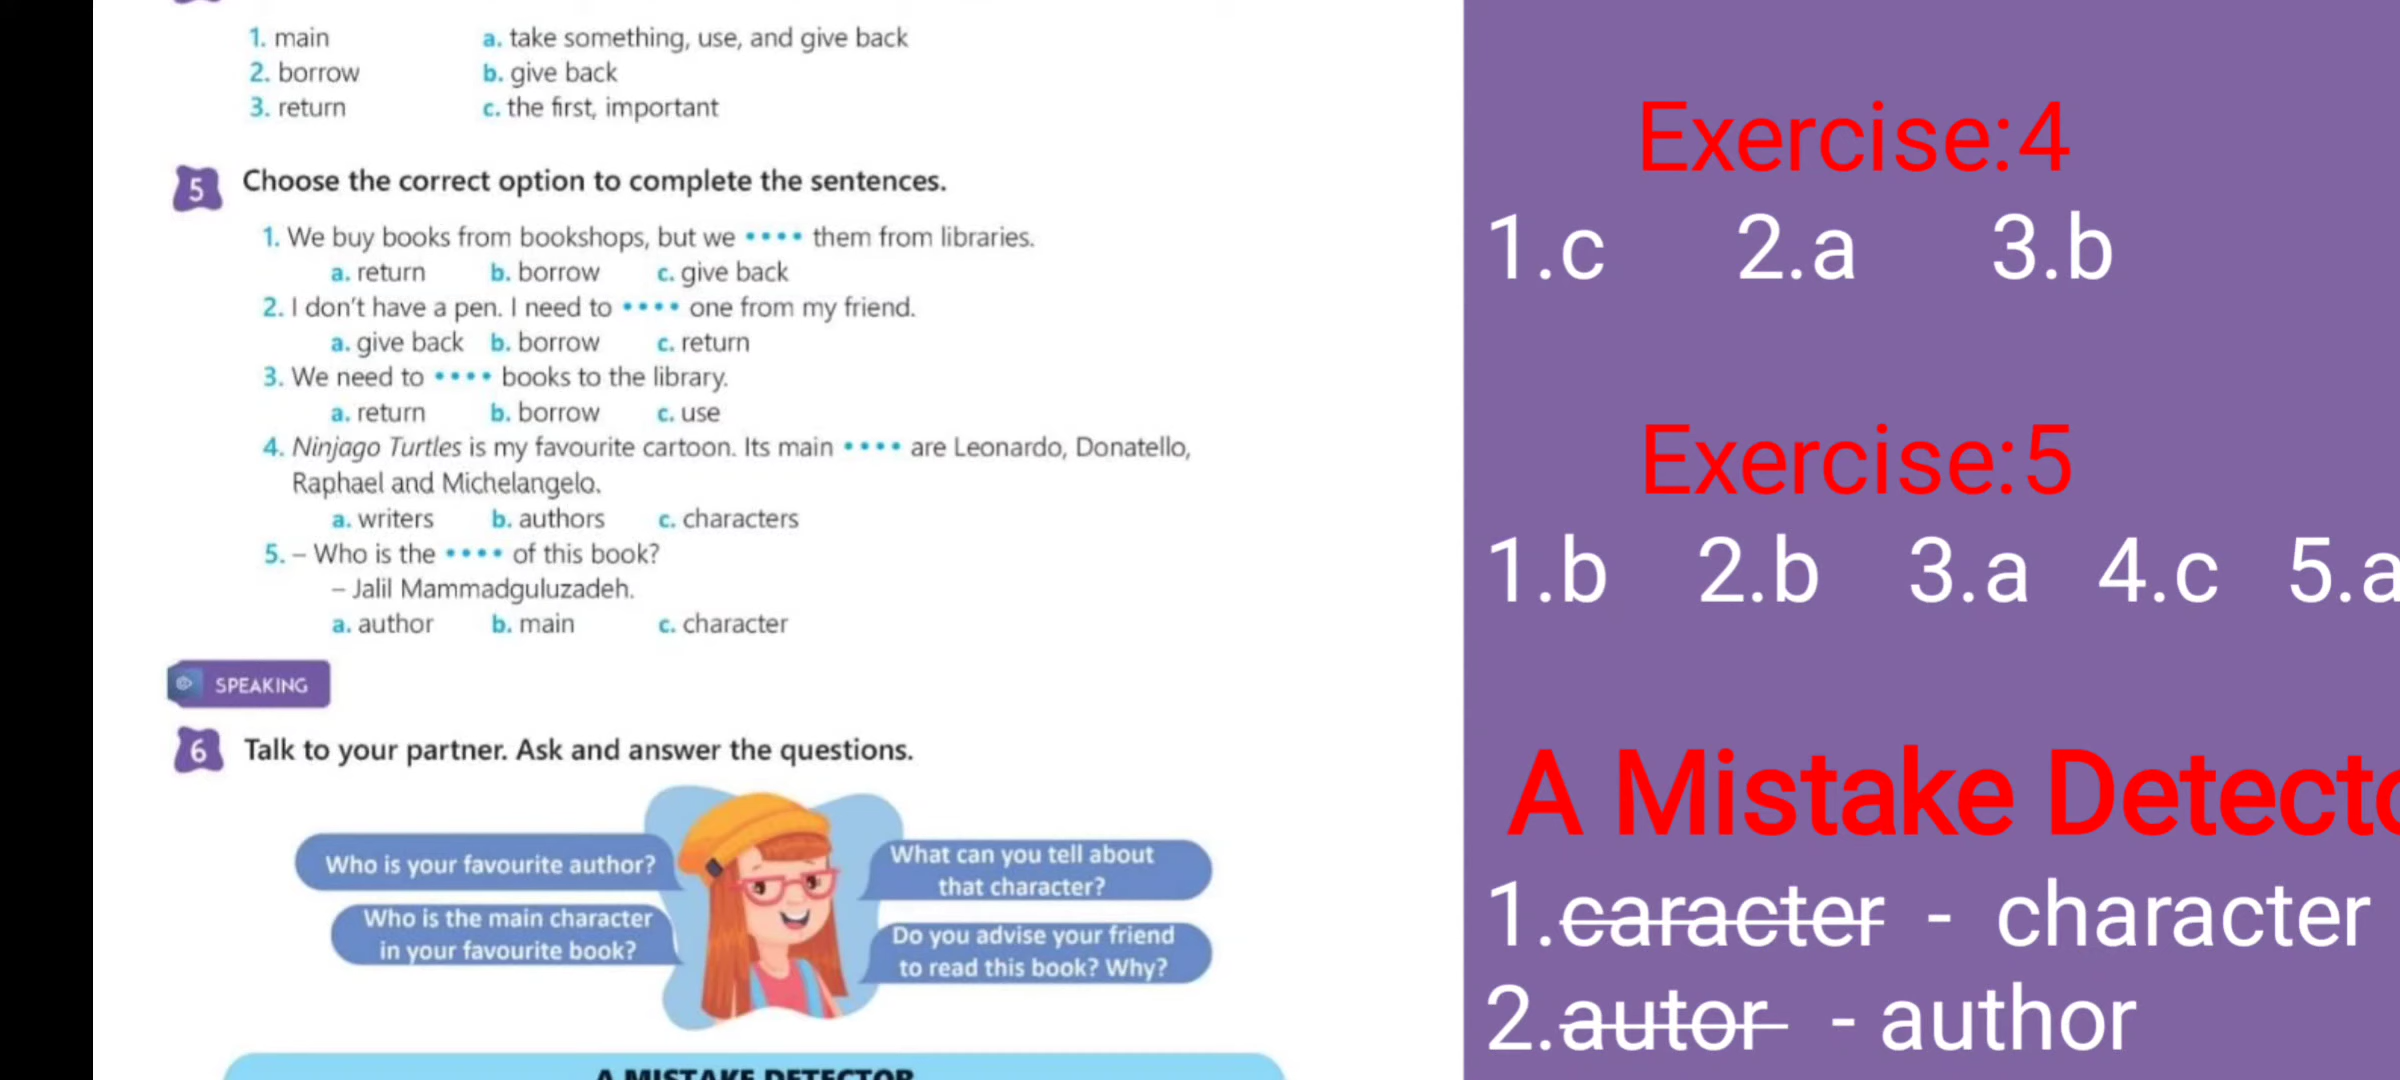 1. main a. take something, use, and give back
2. borrow b. give back
3. return c. the first, important
5 Choose the correct option to complete the sentences.
1. We buy books from bookshops, but we •••• them from libraries.
a. return b. borrow c. give back
2. I don't have a pen. I need to •••• one from my friend.
a. give back b. borrow c. return
3. We need to •••• books to the library.
a. return b. borrow c. use
4. Ninjago Turtles is my favourite cartoon. Its main •••• are Leonardo, Donatello,
Raphael and Michelangelo.
a. writers b. authors c. characters
5. – Who is the •••• of this book?
– Jalil Mammadguluzadeh.
a. author b. main c. character
SPEAKING
6 Talk to your partner. Ask and answer the questions.
Who is your favourite author?
Who is the main character
in your favourite book?
What can you tell about
that character?
Do you advise your friend
to read this book? Why?
A MISTAKE DETECTOR
Exercise:4
1.c 2.a 3.b
Exercise:5
1.b 2.b 3.a 4.c 5.a
A Mistake Detecto
1.caracter - character
2.autor - author